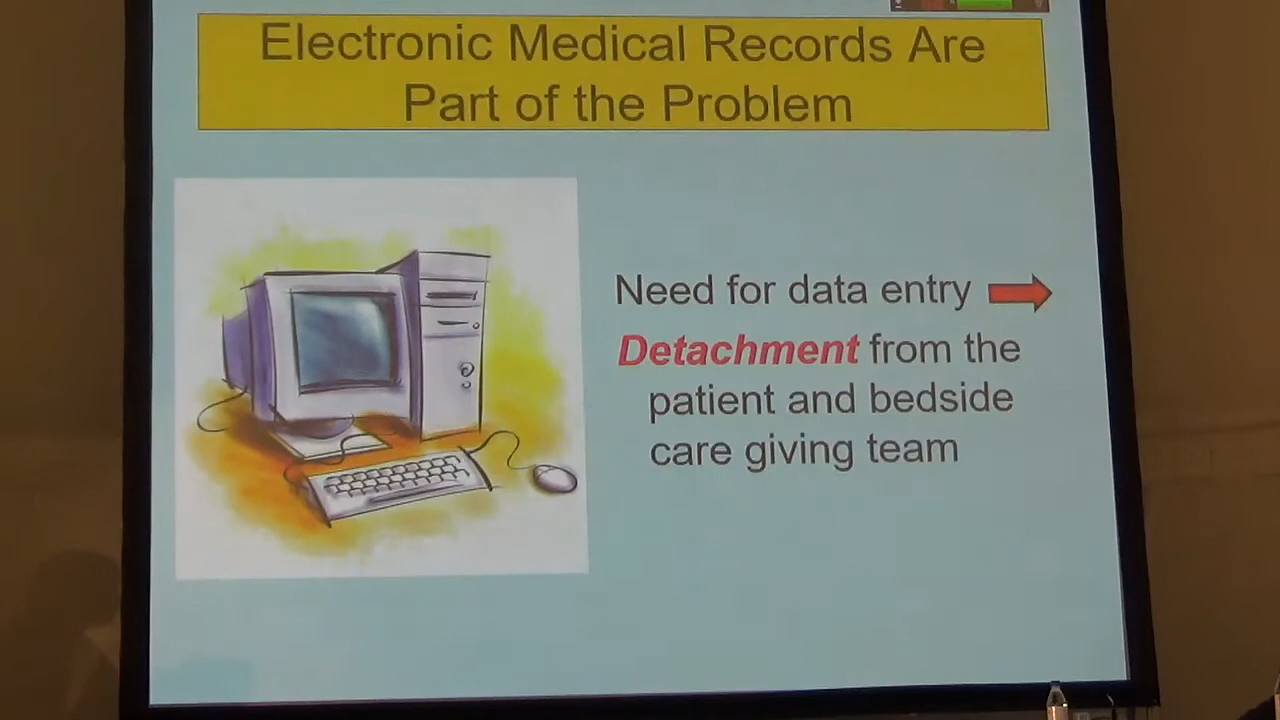 Electronic Medical Records Are
Part of the Problem
Need for data entry
Detachment from the
patient and bedside
care giving team